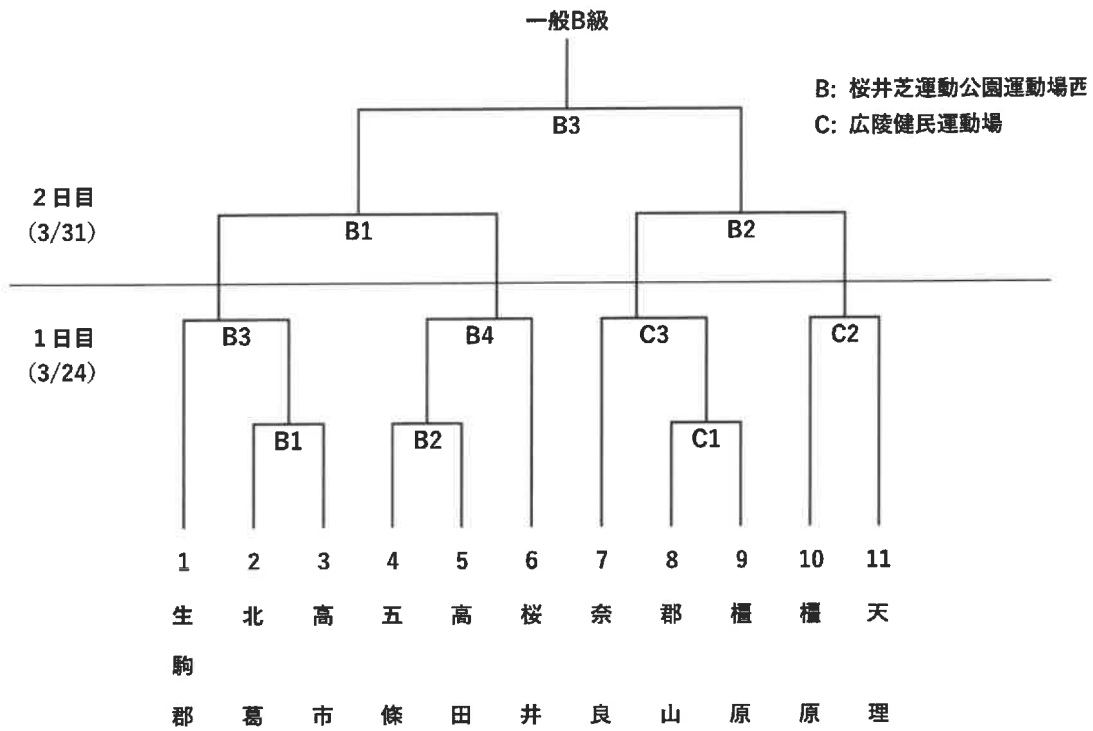 一般B級
B: 桜井芝運動公園運動場西
C: 広陵健民運動場
B3
2日目
(3/31)
B1
B2
1日目
(3/24)
B3
B4
C3
C2
B1
B2
C1
1 2 3 4 5 6 7 8 9 10 11
生駒郡
北葛
高市
五條
高田
桜井
奈良
郡山
橿原
橿原
天理